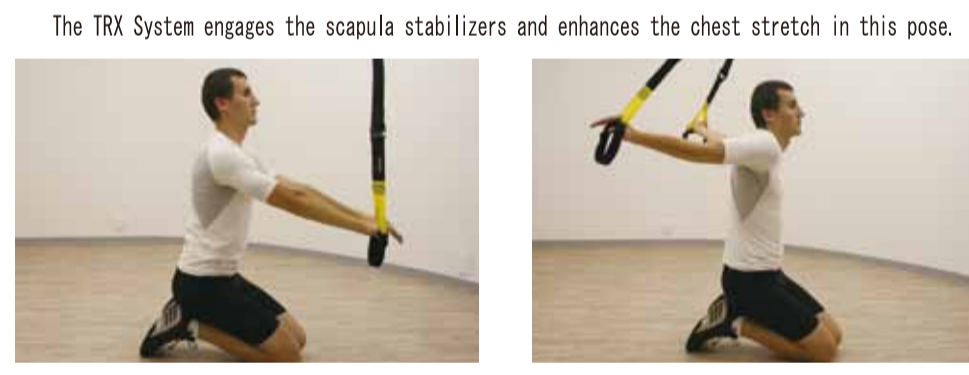 The TRX System engages the scapula stabilizers and enhances the chest stretch in this pose.